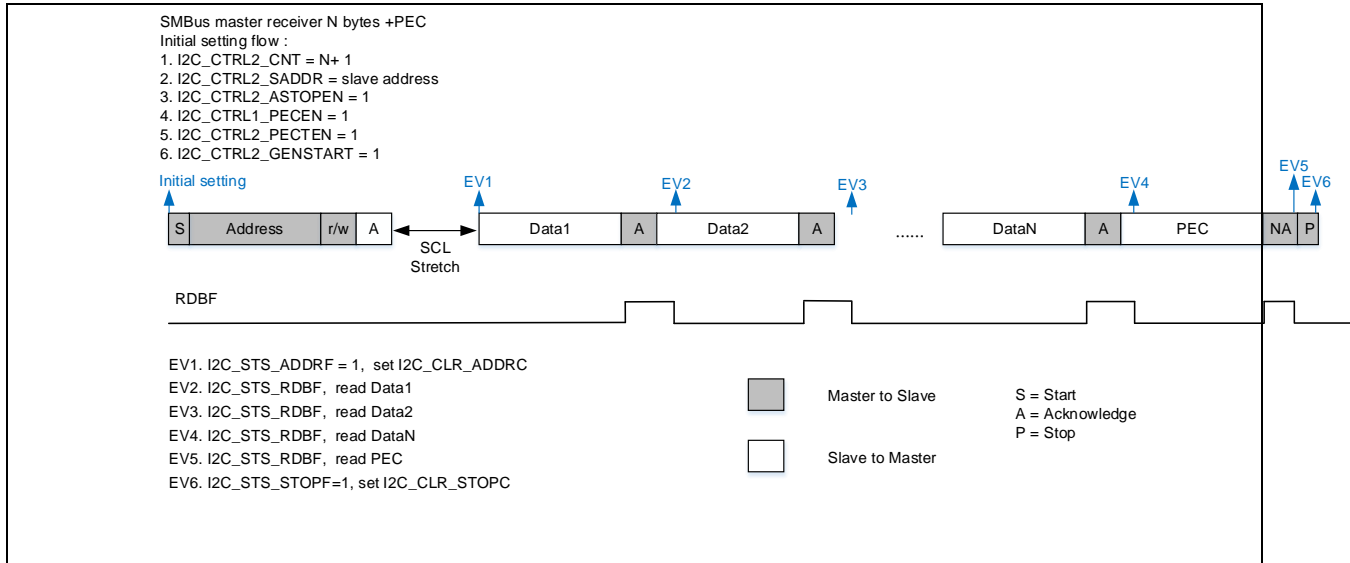 SMBus master receiver N bytes +PEC
Initial setting flow :
1. I2C_CTRL2_CNT = N+ 1
2. I2C_CTRL2_SADDR = slave address
3. I2C_CTRL2_ASTOPEN = 1
4. I2C_CTRL1_PECEN = 1
5. I2C_CTRL2_PECTEN = 1
6. I2C_CTRL2_GENSTART = 1
Initial setting EV1 EV2 EV3 EV4 EV5 EV6
S Address r/w A Data1 A Data2 A ...... DataN A PEC NA P
SCL
Stretch
RDBF
EV1. I2C_STS_ADDRF = 1, set I2C_CLR_ADDRC
EV2. I2C_STS_RDBF, read Data1
EV3. I2C_STS_RDBF, read Data2
EV4. I2C_STS_RDBF, read DataN
EV5. I2C_STS_RDBF, read PEC
EV6. I2C_STS_STOPF=1, set I2C_CLR_STOPC
Master to Slave
Slave to Master
S = Start
A = Acknowledge
P = Stop